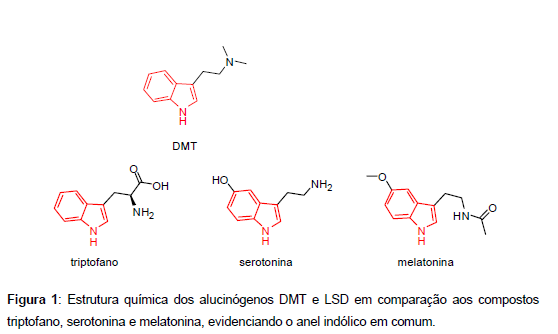 N
N
H
DMT
O
OH
NH2
N
H
triptofano
HO
NH2
N
H
serotonina
O
HN
O
N
H
melatonina
Figura 1: Estrutura química dos alucinógenos DMT e LSD em comparação aos compostos
triptofano, serotonina e melatonina, evidenciando o anel indólico em comum.